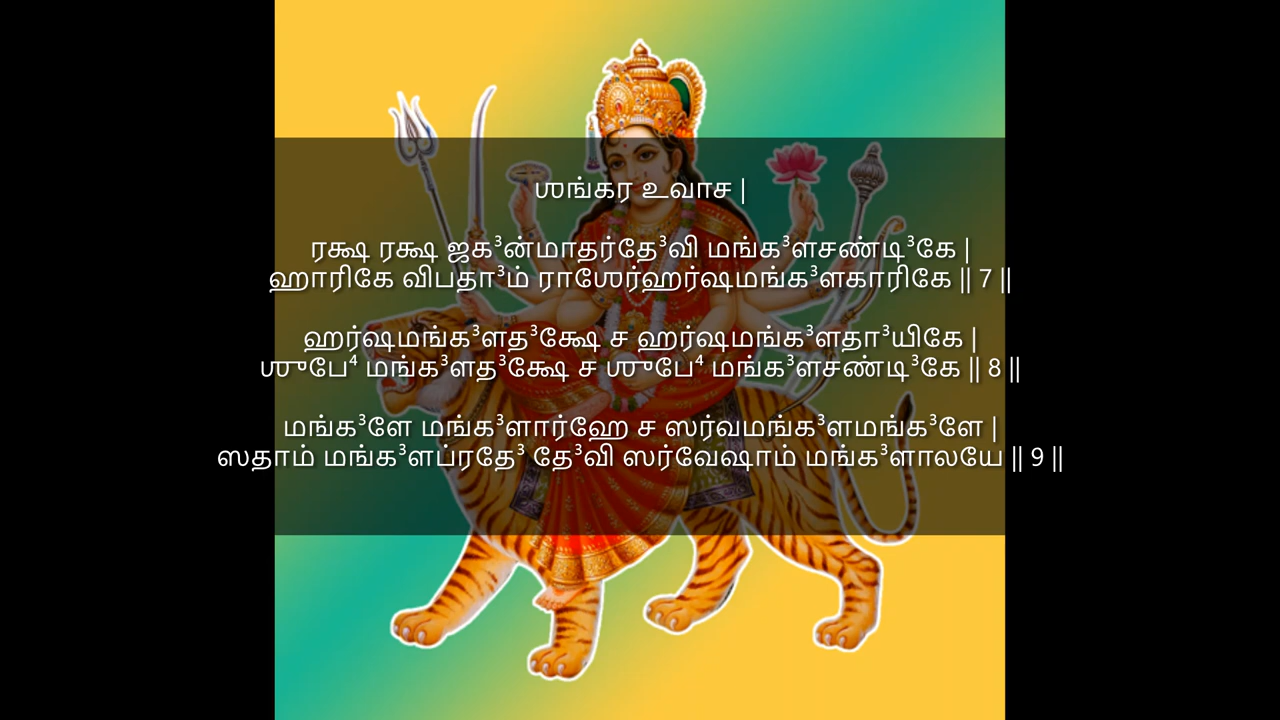 ஶங்கர உவாச |
ரக்ஷ ரக்ஷ ஜக³ன்மாதர்தே³வி மங்க³ளசண்டி³கே |
ஹாரிகே விபதா³ம் ராஶேர்ஹர்ஷமங்க³ளகாரிகே || 7 ||
ஹர்ஷமங்க³ளத³க்ஷே ச ஹர்ஷமங்க³ளதா³யிகே |
ஶுபே⁴ மங்க³ளத³க்ஷே ச ஶுபே⁴ மங்க³ளசண்டி³கே || 8 ||
மங்க³ளே மங்க³ளார்ஹே ச ஸர்வமங்க³ளமங்க³ளே |
ஸதாம் மங்க³ளப்ரதே³ தே³வி ஸர்வேஷாம் மங்க³ளாலயே || 9 ||